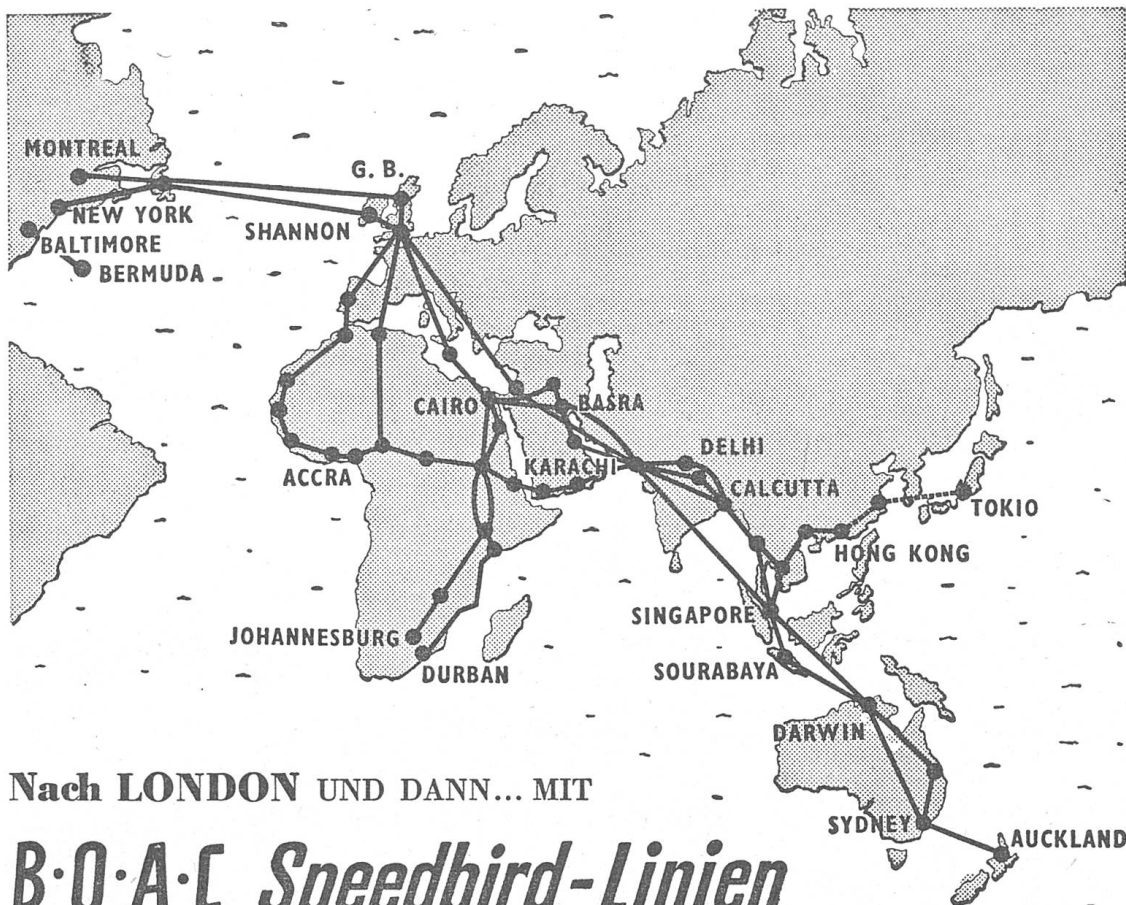 MONTREAL
G. B.
NEW YORK
SHANNON
BALTIMORE
BERMUDA
CAIRO
BASRA
DELHI
ACCRA
KARACHI
CALCUTTA
TOKIO
HONG KONG
SINGAPORE
JOHANNESBURG
DURBAN
SOURABAYA
DARWIN
SYDNEY
AUCKLAND
Nach LONDON UND DANN... MIT
B·O·A·C Speedbird-Linien